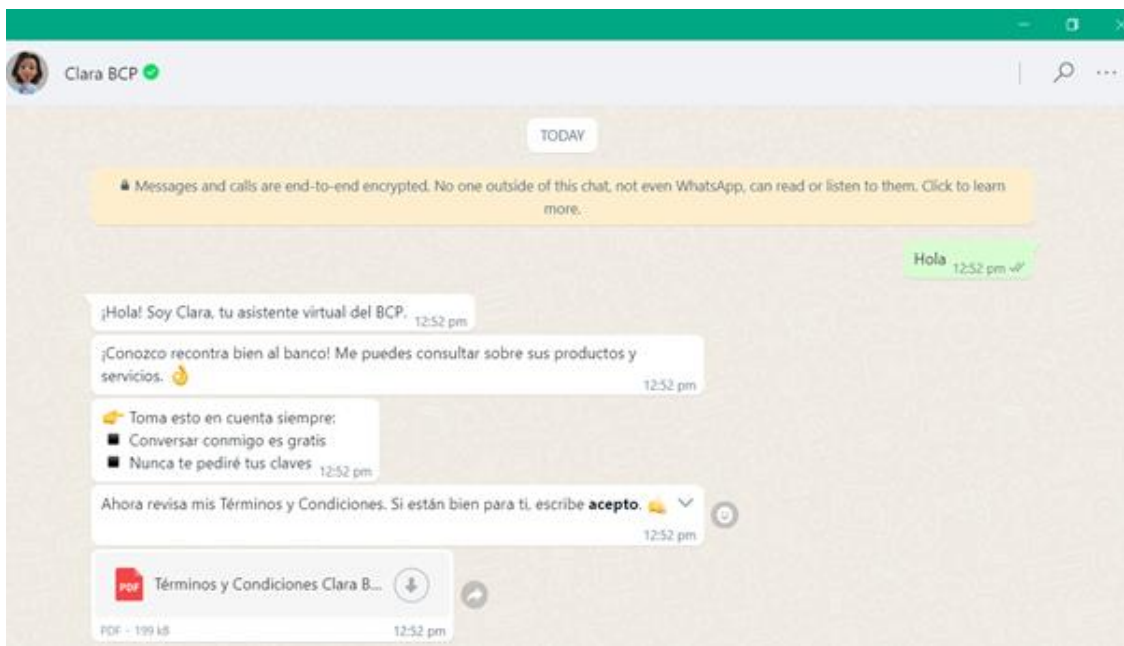 Clara BCP
TODAY
Messages and calls are end-to-end encrypted. No one outside of this chat, not even WhatsApp, can read or listen to them. Click to learn
more.
Hola
12:52 pm
¡Hola! Soy Clara, tu asistente virtual del BCP.
12:52 pm
¡Conozco recontra bien al banco! Me puedes consultar sobre sus productos y
servicios. 👌
12:52 pm
👉 Toma esto en cuenta siempre:
◼ Conversar conmigo es gratis
◼ Nunca te pediré tus claves
12:52 pm
Ahora revisa mis Términos y Condiciones. Si están bien para ti, escribe acepto.
12:52 pm
PDF
Términos y Condiciones Clara B...
PDF - 199 kB
12:52 pm